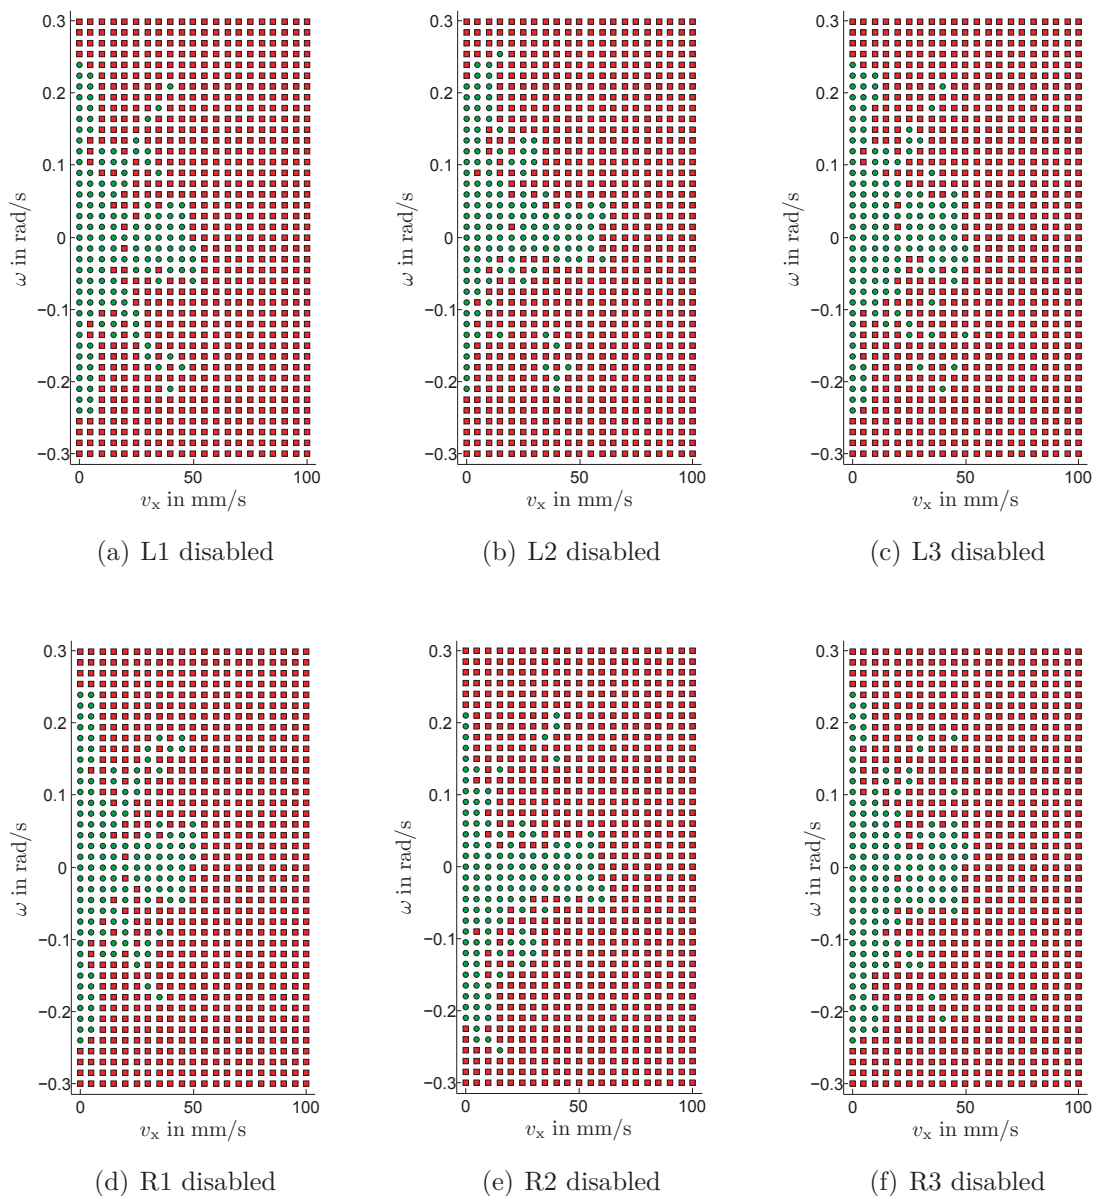 0.3 0.3 0.3
0.2 0.2 0.2
0.1 0.1 0.1
0 0 0
−0.1 −0.1 −0.1
−0.2 −0.2 −0.2
−0.3 −0.3 −0.3
ω in rad/s ω in rad/s ω in rad/s
0 50 100 0 50 100 0 50 100
vx in mm/s vx in mm/s vx in mm/s
(a) L1 disabled (b) L2 disabled (c) L3 disabled
0.3 0.3 0.3
0.2 0.2 0.2
0.1 0.1 0.1
0 0 0
−0.1 −0.1 −0.1
−0.2 −0.2 −0.2
−0.3 −0.3 −0.3
ω in rad/s ω in rad/s ω in rad/s
0 50 100 0 50 100 0 50 100
vx in mm/s vx in mm/s vx in mm/s
(d) R1 disabled (e) R2 disabled (f) R3 disabled